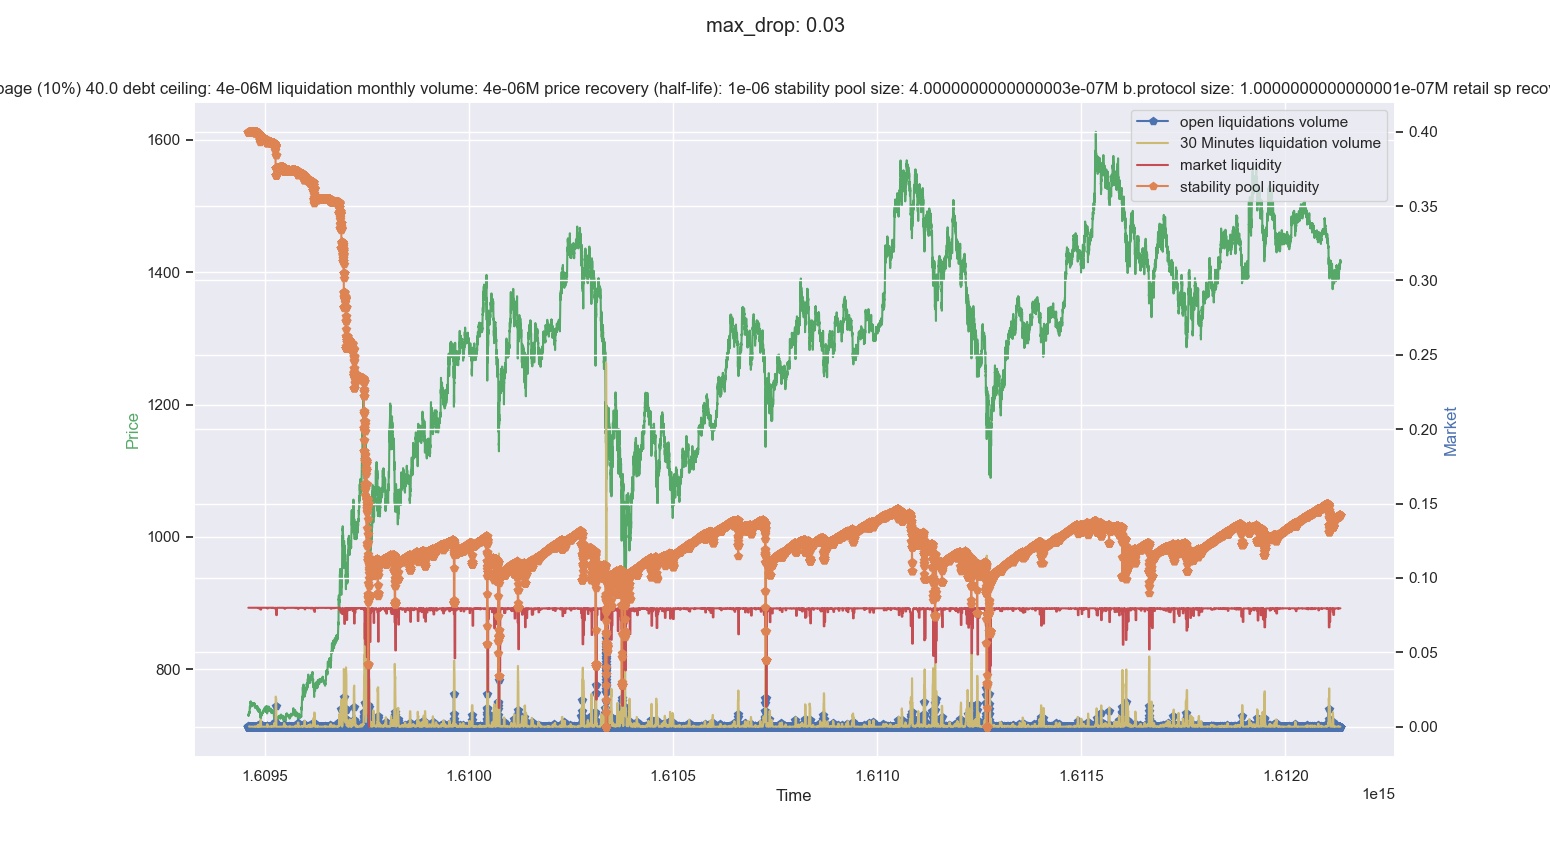 max_drop: 0.03
(10%) 40.0 debt ceiling: 4e-06M liquidation monthly volume: 4e-06M price recovery (half-life): 1e-06 stability pool size: 4.0000000000000003e-07M b.protocol size: 1.0000000000000001e-07M retail sp
open liquidations volume
30 Minutes liquidation volume
market liquidity
stability pool liquidity
1600
1400
1200
1000
800
Price
0.40
0.35
0.30
0.25
0.20
0.15
0.10
0.05
0.00
Market
1.6095
1.6100
1.6105
1.6110
1.6115
1.6120
1e15
Time